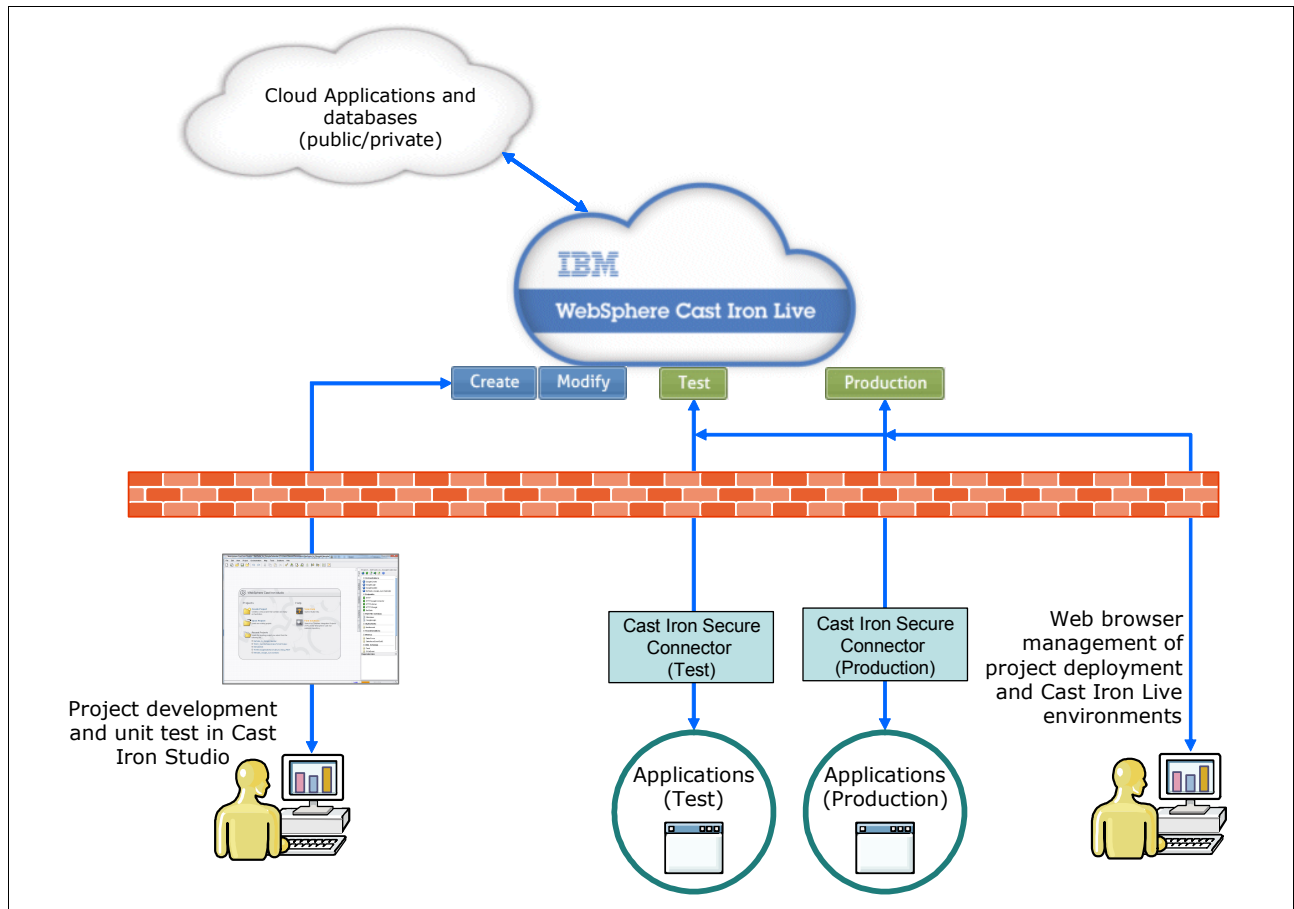 Cloud Applications and
databases
(public/private)
IBM
WebSphere Cast Iron Live
Create
Modify
Test
Production
Cast Iron Secure
Connector
(Test)
Cast Iron Secure
Connector
(Production)
Web browser
management of
project deployment
and Cast Iron Live
environments
Project development
and unit test in Cast
Iron Studio
Applications
(Test)
Applications
(Production)